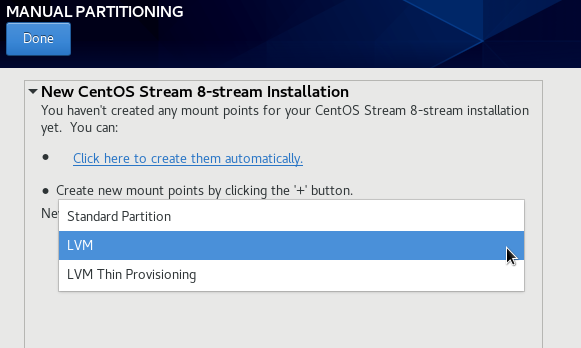 MANUAL PARTITIONING
Done
New CentOS Stream 8-stream Installation
You haven't created any mount points for your CentOS Stream 8-stream installation
yet. You can:
• Click here to create them automatically.
• Create new mount points by clicking the '+' button.
Standard Partition
LVM
LVM Thin Provisioning